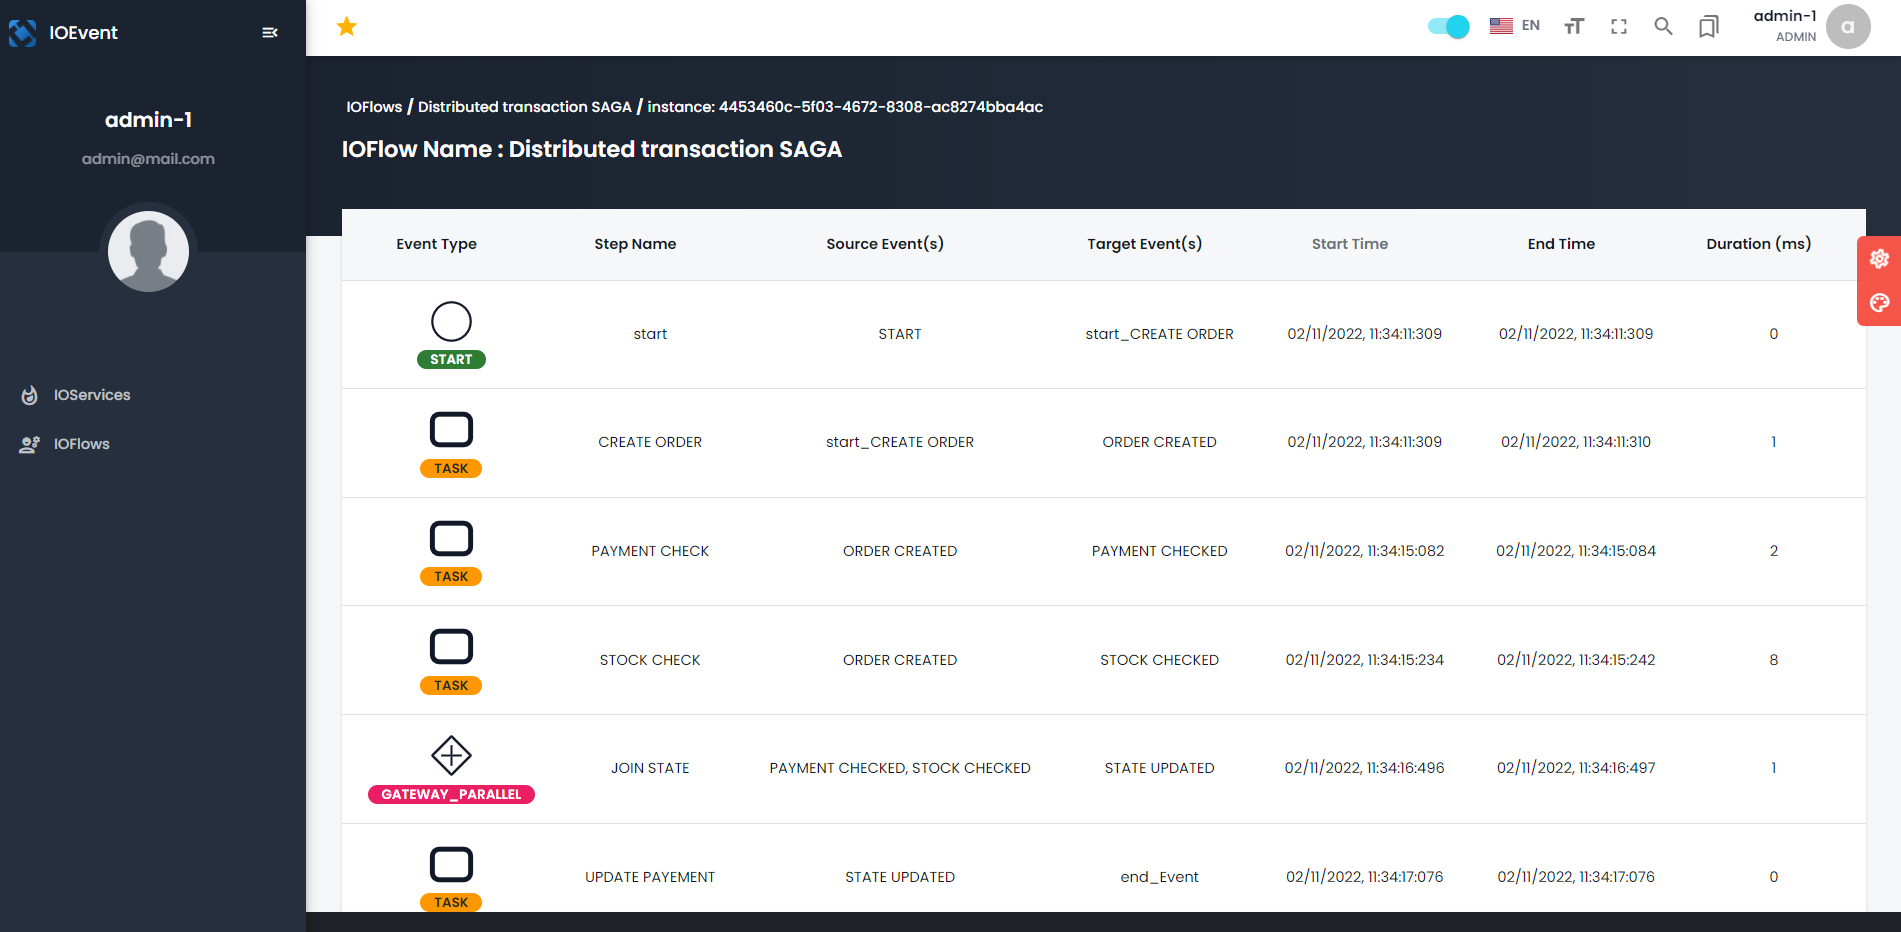 IOEvent
admin-1
admin@mail.com
IOServices
IOFlows
EN
admin-1
ADMIN
a
IOFlows / Distributed transaction SAGA / instance: 4453460c-5f03-4672-8308-ac8274bba4ac
IOFlow Name : Distributed transaction SAGA
Event Type Step Name Source Event(s) Target Event(s) Start Time End Time Duration (ms)
start START start_CREATE ORDER 02/11/2022, 11:34:11:309 02/11/2022, 11:34:11:309 0
START
CREATE ORDER start_CREATE ORDER ORDER CREATED 02/11/2022, 11:34:11:309 02/11/2022, 11:34:11:310 1
TASK
PAYMENT CHECK ORDER CREATED PAYMENT CHECKED 02/11/2022, 11:34:15:082 02/11/2022, 11:34:15:084 2
TASK
STOCK CHECK ORDER CREATED STOCK CHECKED 02/11/2022, 11:34:15:234 02/11/2022, 11:34:15:242 8
TASK
JOIN STATE PAYMENT CHECKED, STOCK CHECKED STATE UPDATED 02/11/2022, 11:34:16:496 02/11/2022, 11:34:16:497 1
GATEWAY_PARALLEL
UPDATE PAYEMENT STATE UPDATED end_Event 02/11/2022, 11:34:17:076 02/11/2022, 11:34:17:076 0
TASK